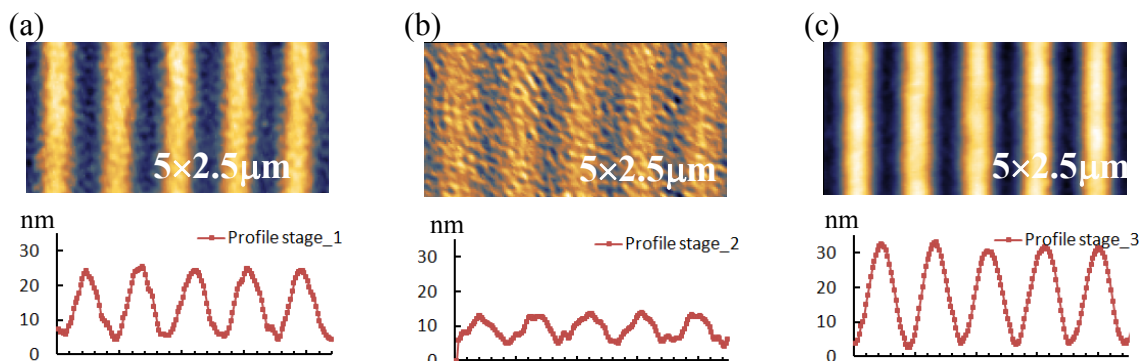 (a)
(b)
(c)
5×2.5μm
5×2.5μm
5×2.5μm
nm
30
20
10
0
Profile stage_1
nm
30
20
10
0
Profile stage_2
nm
30
20
10
0
Profile stage_3